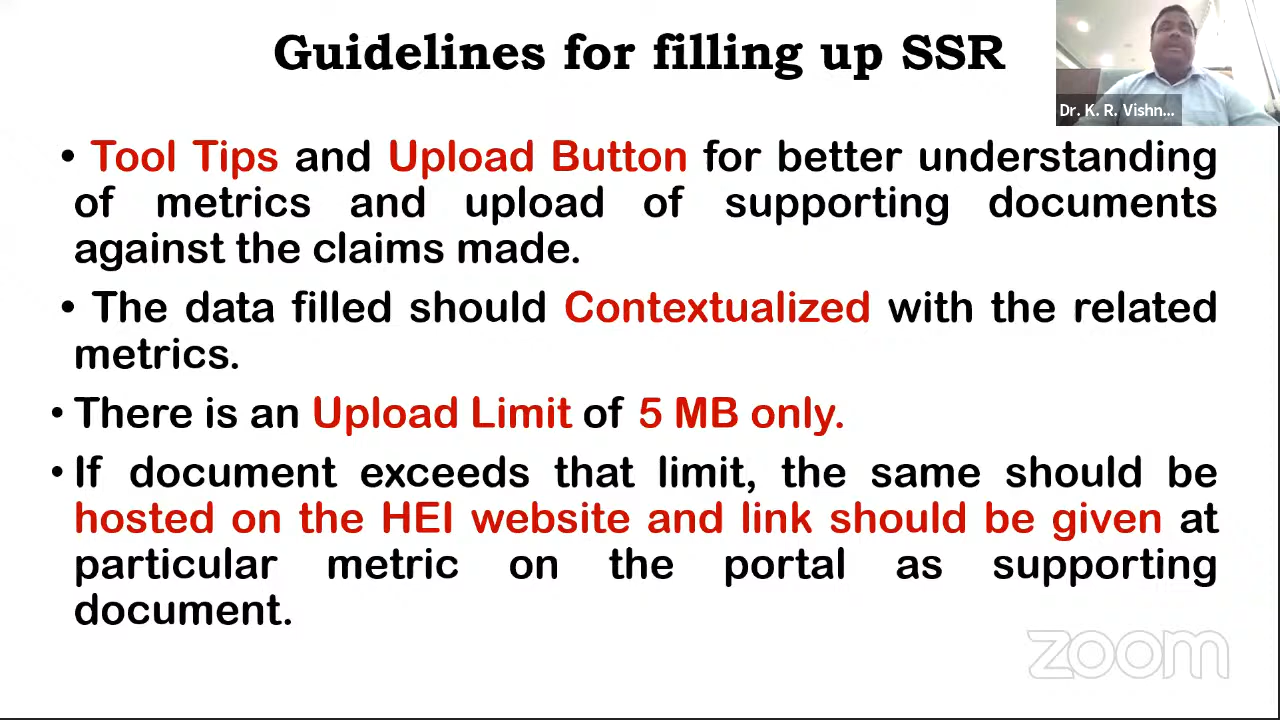 Guidelines for filling up SSR
Dr. K. R. Vishn...
• Tool Tips and Upload Button for better understanding
of metrics and upload of supporting documents
against the claims made.
• The data filled should Contextualized with the related
metrics.
• There is an Upload Limit of 5 MB only.
• If document exceeds that limit, the same should be
hosted on the HEI website and link should be given at
particular metric on the portal as supporting
document.
zoom